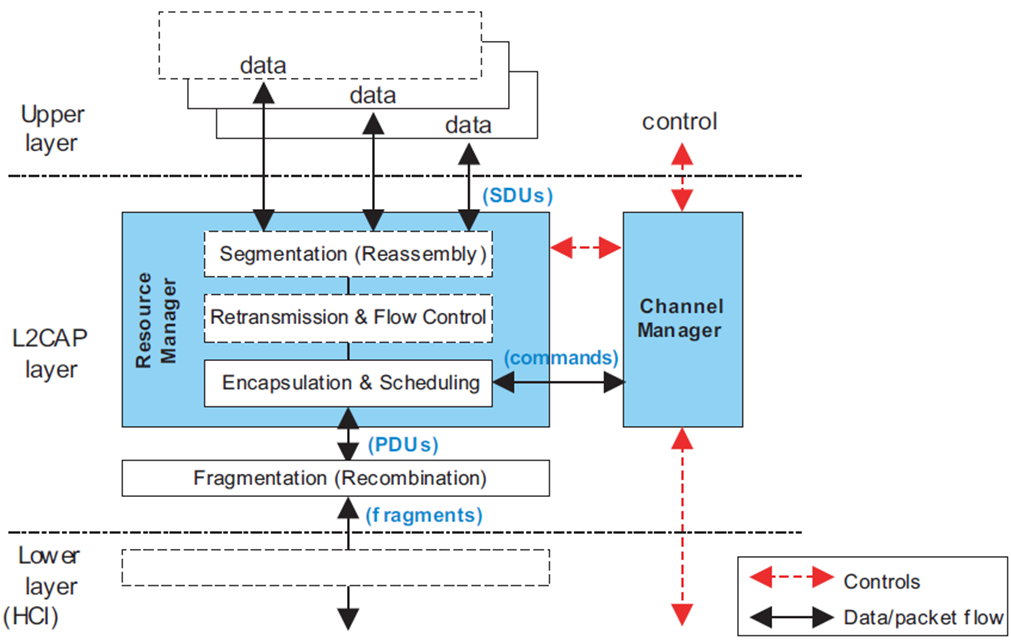 data
data
data
Upper
layer
control
(SDUs)
Segmentation (Reassembly)
Resource
Manager
Retransmission & Flow Control
Channel
Manager
L2CAP
layer
(commands)
Encapsulation & Scheduling
(PDUs)
Fragmentation (Recombination)
(fragments)
Lower
layer
(HCI)
Controls
Data/packet flow